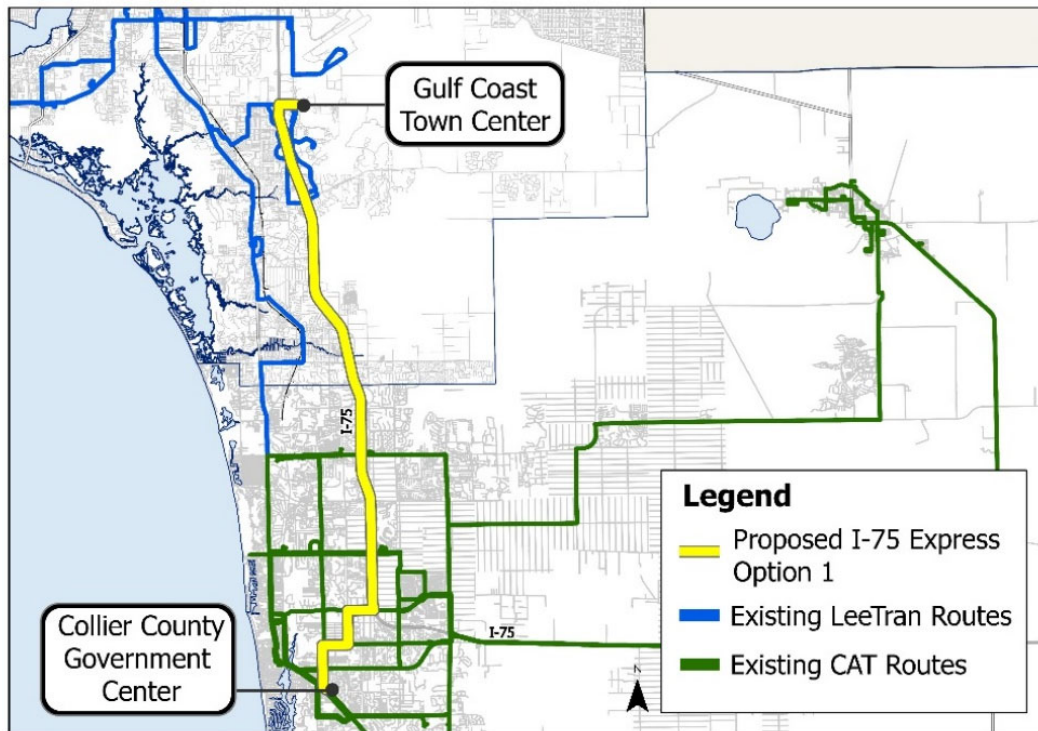 Gulf Coast
Town Center
I-75
Legend
Proposed I-75 Express
Option 1
Existing LeeTran Routes
Existing CAT Routes
Collier County
Government
Center
I-75
Z